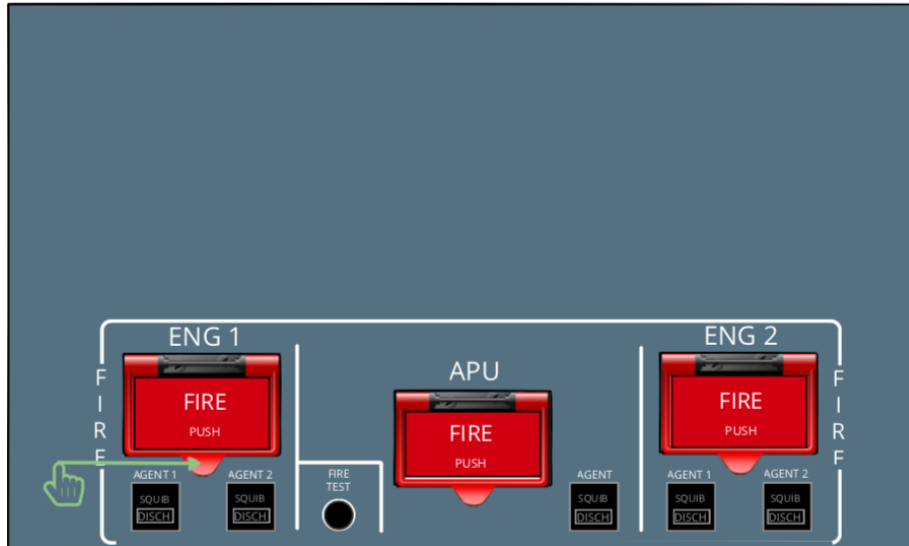 ENG 1
ENG 2
APU
F
I
R
E
FIRE
PUSH
FIRE
PUSH
FIRE
PUSH
F
I
R
F
AGENT 1
AGENT 2
FIRE
TEST
AGENT
AGENT 1
AGENT 2
SQUIB
DISCH
SQUIB
DISCH
SQUIB
DISCH
SQUIB
DISCH
SQUIB
DISCH